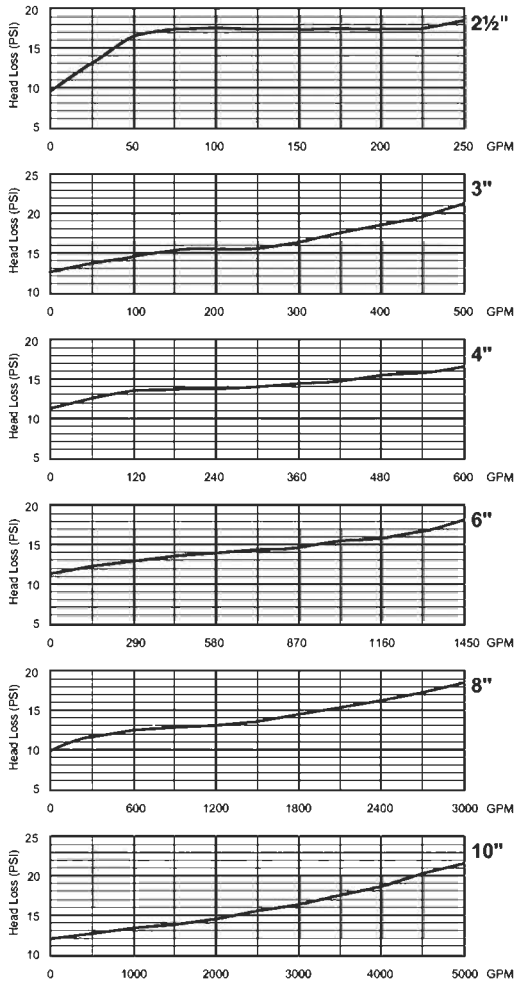 20
2½"
15
10
5
Head Loss (PSI)
0 50 100 150 200 250 GPM
25
3"
20
15
10
Head Loss (PSI)
0 100 200 300 400 500 GPM
20
4"
15
10
5
Head Loss (PSI)
0 120 240 360 480 600 GPM
20
6"
15
10
5
Head Loss (PSI)
0 290 580 870 1160 1450 GPM
20
8"
15
10
5
Head Loss (PSI)
0 600 1200 1800 2400 3000 GPM
25
10"
20
15
10
Head Loss (PSI)
0 1000 2000 3000 4000 5000 GPM